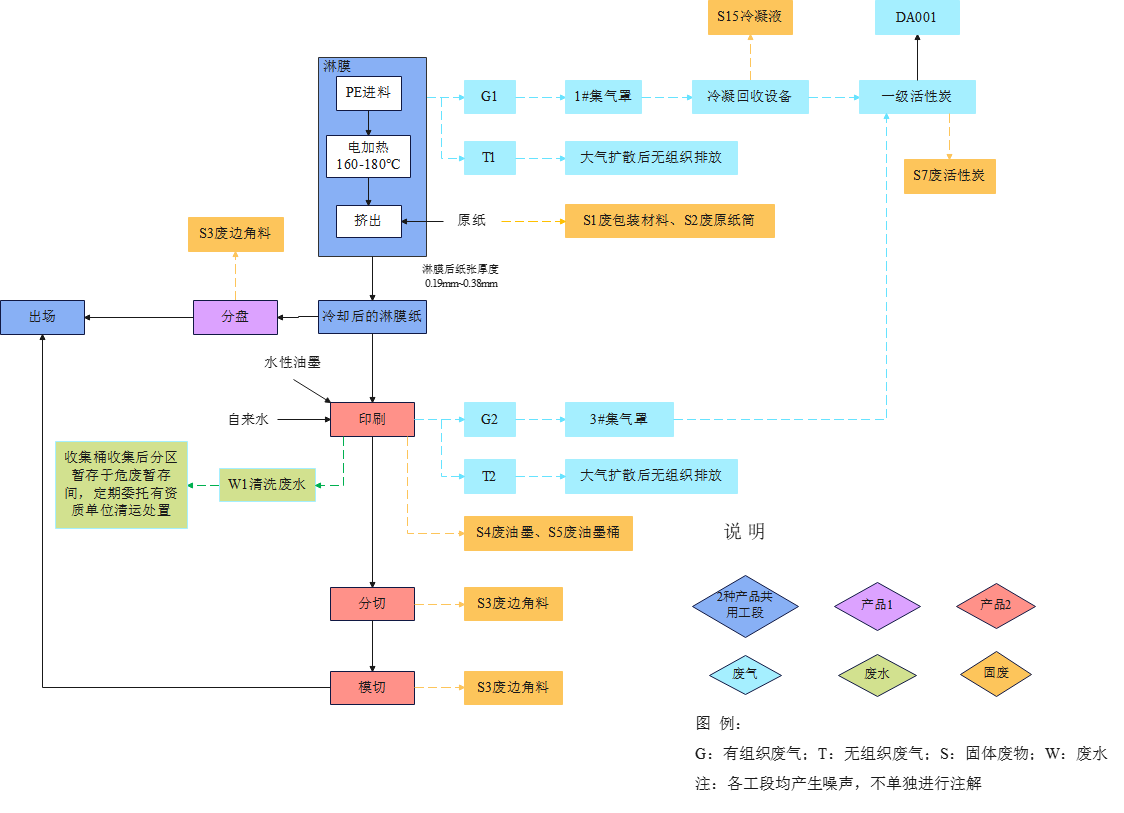 S15冷凝液
DA001
淋膜
PE进料
G1
1#集气罩
冷凝回收设备
一级活性炭
电加热
160-180℃
T1
大气扩散后无组织排放
S7废活性炭
挤出
原纸
S1废包装材料、S2废原纸筒
S3废边角料
淋膜后纸张厚度
0.19mm~0.38mm
出场
分盘
冷却后的淋膜纸
水性油墨
自来水
印刷
G2
3#集气罩
收集桶收集后分区
暂存于危废暂存
间，定期委托有资
质单位清运处置
W1清洗废水
T2
大气扩散后无组织排放
S4废油墨、S5废油墨桶
说 明
分切
S3废边角料
2种产品共
用工段
产品1
产品2
模切
S3废边角料
废气
废水
固废
图 例：
G：有组织废气；T：无组织废气；S：固体废物；W：废水
注：各工段均产生噪声，不单独进行注解